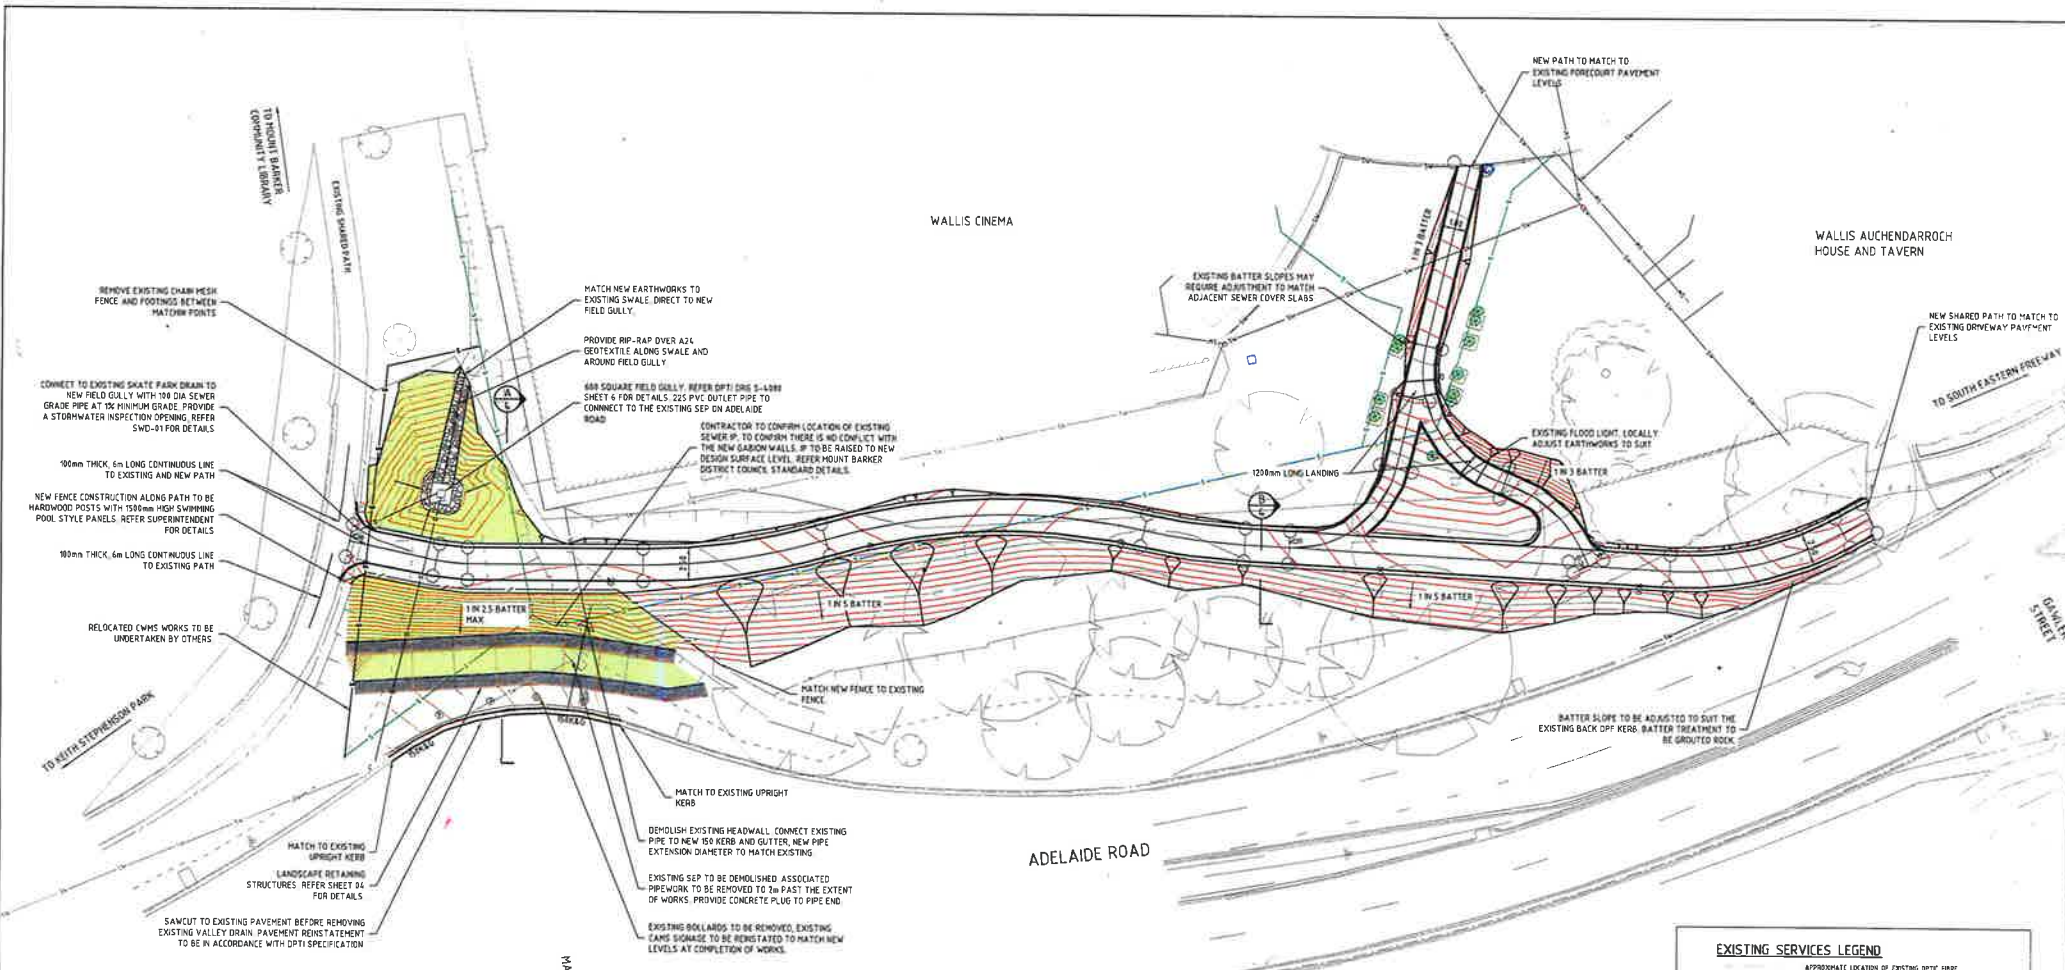 TO MOUNT BARKER
COMMUNITY LIBRARY
EXISTING SHARED PATH
REMOVE EXISTING CHAIN MESH
FENCE AND FOOTINGS BETWEEN
MATCHIN POINTS
CONNECT TO EXISTING SKATE PARK DRAIN TO
NEW FIELD GULLY WITH 100 DIA SEWER
GRADE PIPE AT 1% MINIMUM GRADE. PROVIDE
A STORMWATER INSPECTION OPENING, REFER
SWD-01 FOR DETAILS
100mm THICK, 6m LONG CONTINUOUS LINE
TO EXISTING AND NEW PATH
NEW FENCE CONSTRUCTION ALONG PATH TO BE
HARDWOOD POSTS WITH 1500mm HIGH SWIMMING
POOL STYLE PANELS. REFER SUPERINTENDENT
FOR DETAILS
100mm THICK, 6m LONG CONTINUOUS LINE
TO EXISTING PATH
RELOCATED CWMS WORKS TO BE
UNDERTAKEN BY OTHERS
TO KEITH STEPHENSON PARK
MATCH NEW EARTHWORKS TO
EXISTING SWALE. DIRECT TO NEW
FIELD GULLY.
PROVIDE RIP-RAP OVER A24
GEOTEXTILE ALONG SWALE AND
AROUND FIELD GULLY
600 SQUARE FIELD GULLY. REFER DPTI DRG S-4080
SHEET 6 FOR DETAILS. 225 PVC OUTLET PIPE TO
CONNECT TO THE EXISTING SEP ON ADELAIDE
ROAD
CONTRACTOR TO CONFIRM LOCATION OF EXISTING
SEWER IP, TO CONFIRM THERE IS NO CONFLICT WITH
THE NEW GABION WALLS. IP TO BE RAISED TO NEW
DESIGN SURFACE LEVEL. REFER MOUNT BARKER
DISTRICT COUNCIL STANDARD DETAILS.
WALLIS CINEMA
NEW PATH TO MATCH TO
EXISTING FORECOURT PAVEMENT
LEVELS
WALLIS AUCHENDARROCH
HOUSE AND TAVERN
1 IN 3 BATTER
EXISTING BATTER SLOPES MAY
REQUIRE ADJUSTMENT TO MATCH
ADJACENT SEWER COVER SLABS
NEW SHARED PATH TO MATCH TO
EXISTING DRIVEWAY PAVEMENT
LEVELS
TO SOUTH EASTERN FREEWAY
EXISTING FLOOD LIGHT. LOCALLY
ADJUST EARTHWORKS TO SUIT
1200mm LONG LANDING
1 IN 3 BATTER
A
B
1 IN 2.5 BATTER
MAX
1 IN 5 BATTER
1 IN 5 BATTER
MATCH NEW FENCE TO EXISTING
FENCE
150K&G
150K&G
BATTER SLOPE TO BE ADJUSTED TO SUIT THE
EXISTING BACK OFF KERB. BATTER TREATMENT TO
BE GROUTED ROCK
GAWLER
STREET
MATCH TO EXISTING UPRIGHT
KERB
DEMOLISH EXISTING HEADWALL. CONNECT EXISTING
PIPE TO NEW 150 KERB AND GUTTER, NEW PIPE
EXTENSION DIAMETER TO MATCH EXISTING
EXISTING SEP TO BE DEMOLISHED. ASSOCIATED
PIPEWORK TO BE REMOVED TO 2m PAST THE EXTENT
OF WORKS. PROVIDE CONCRETE PLUG TO PIPE END.
EXISTING BOLLARDS TO BE REMOVED, EXISTING
CAMS SIGNAGE TO BE REINSTATED TO MATCH NEW
LEVELS AT COMPLETION OF WORKS.
MATCH TO EXISTING
UPRIGHT KERB
LANDSCAPE RETAINING
STRUCTURES. REFER SHEET 04
FOR DETAILS
SAWCUT TO EXISTING PAVEMENT BEFORE REMOVING
EXISTING VALLEY DRAIN. PAVEMENT REINSTATEMENT
TO BE IN ACCORDANCE WITH DPTI SPECIFICATION
ADELAIDE ROAD
EXISTING SERVICES LEGEND
APPROXIMATE LOCATION OF EXISTING OPTIC FIBRE